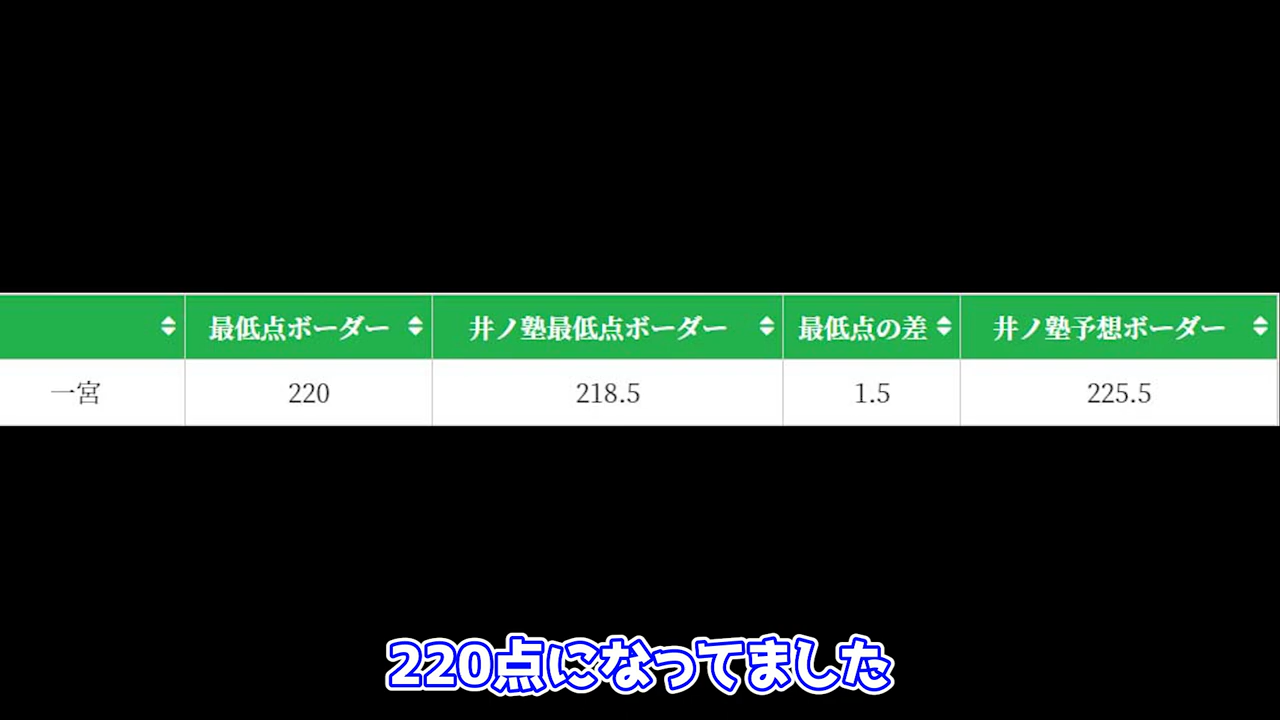 最低点ボーダー 井ノ塾最低点ボーダー 最低点の差 井ノ塾予想ボーダー
一宮 220 218.5 1.5 225.5
220点になってました